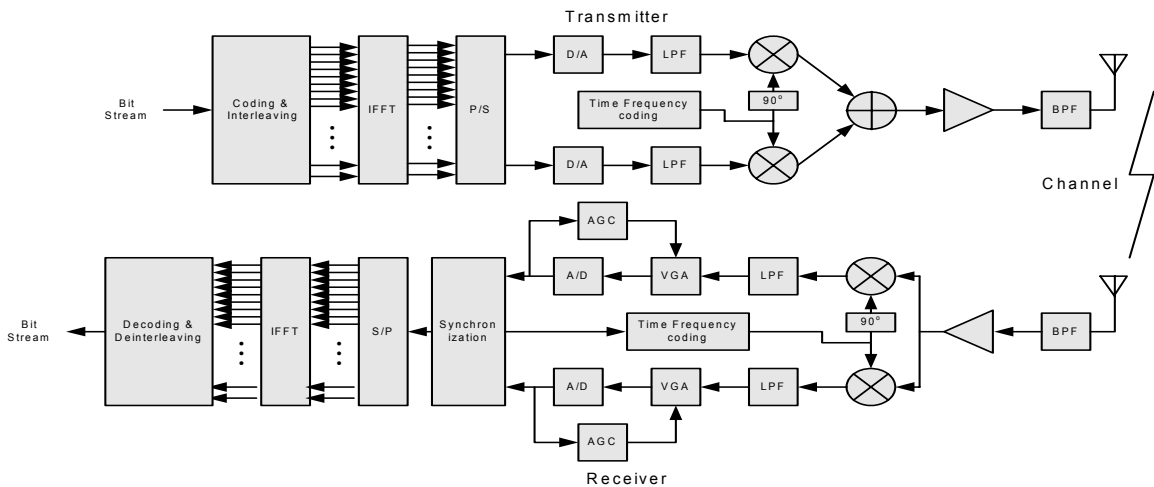 Transmitter
Bit
Stream
Coding &
Interleaving
IFFT
P/S
D/A
LPF
Time Frequency
coding
90°
D/A
LPF
BPF
Channel
AGC
Bit
Stream
Decoding &
Deinterleaving
IFFT
S/P
Synchron
ization
A/D
VGA
LPF
Time Frequency
coding
90°
BPF
A/D
VGA
LPF
AGC
Receiver